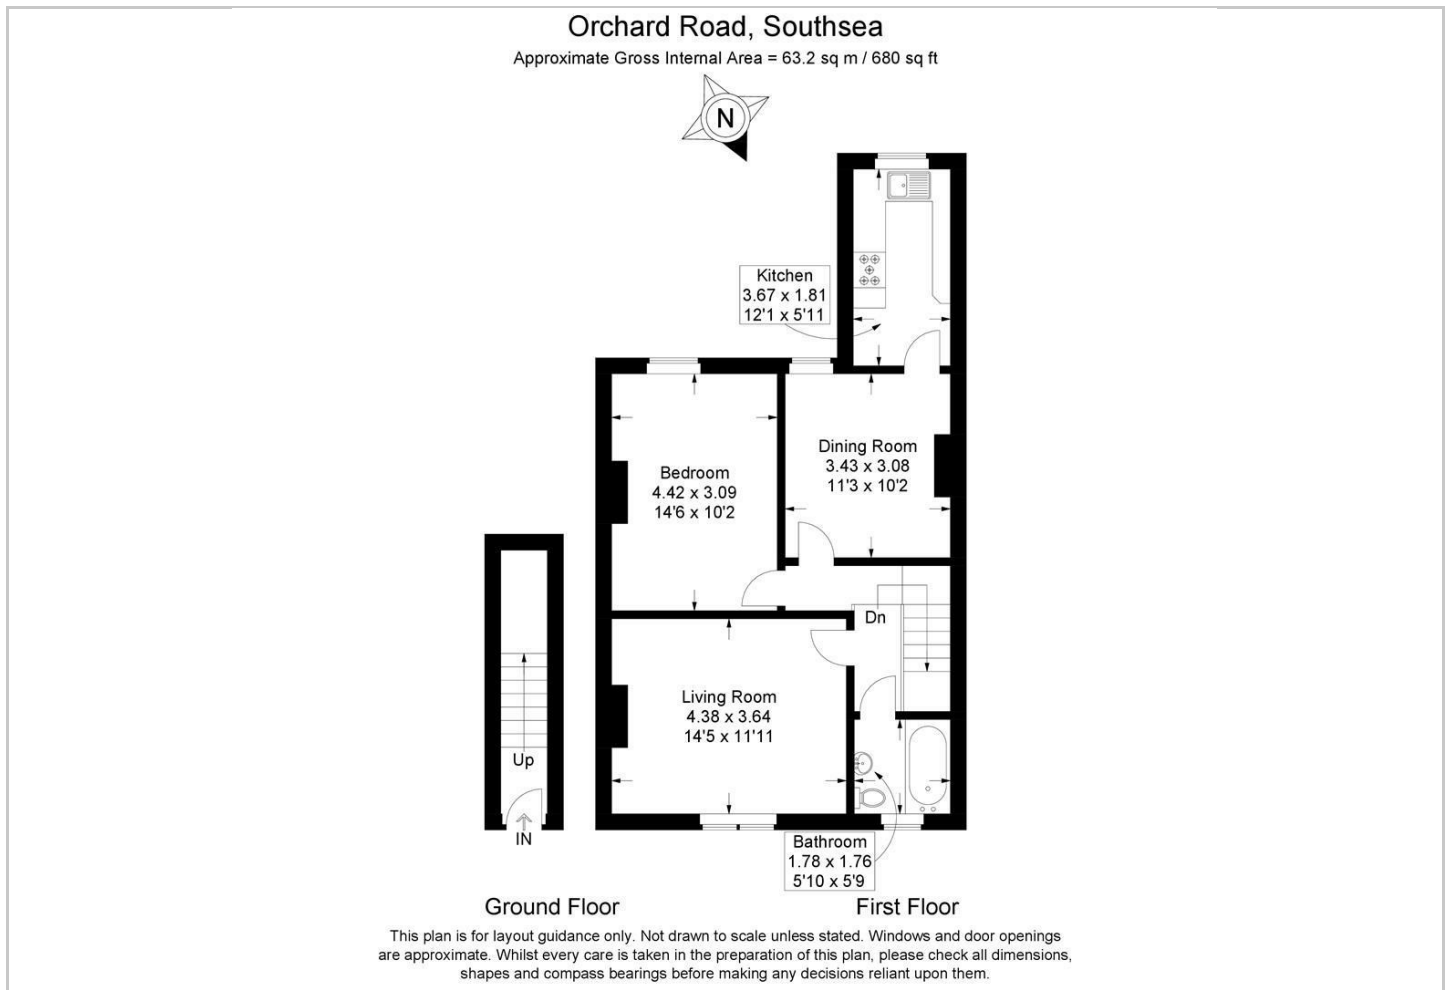 Orchard Road, Southsea
Approximate Gross Internal Area = 63.2 sq m / 680 sq ft
N
Kitchen
3.67 x 1.81
12'1 x 5'11
Dining Room
3.43 x 3.08
11'3 x 10'2
Bedroom
4.42 x 3.09
14'6 x 10'2
Dn
Living Room
4.38 x 3.64
14'5 x 11'11
Up
IN
Bathroom
1.78 x 1.76
5'10 x 5'9
Ground Floor
First Floor
This plan is for layout guidance only. Not drawn to scale unless stated. Windows and door openings
are approximate. Whilst every care is taken in the preparation of this plan, please check all dimensions,
shapes and compass bearings before making any decisions reliant upon them.